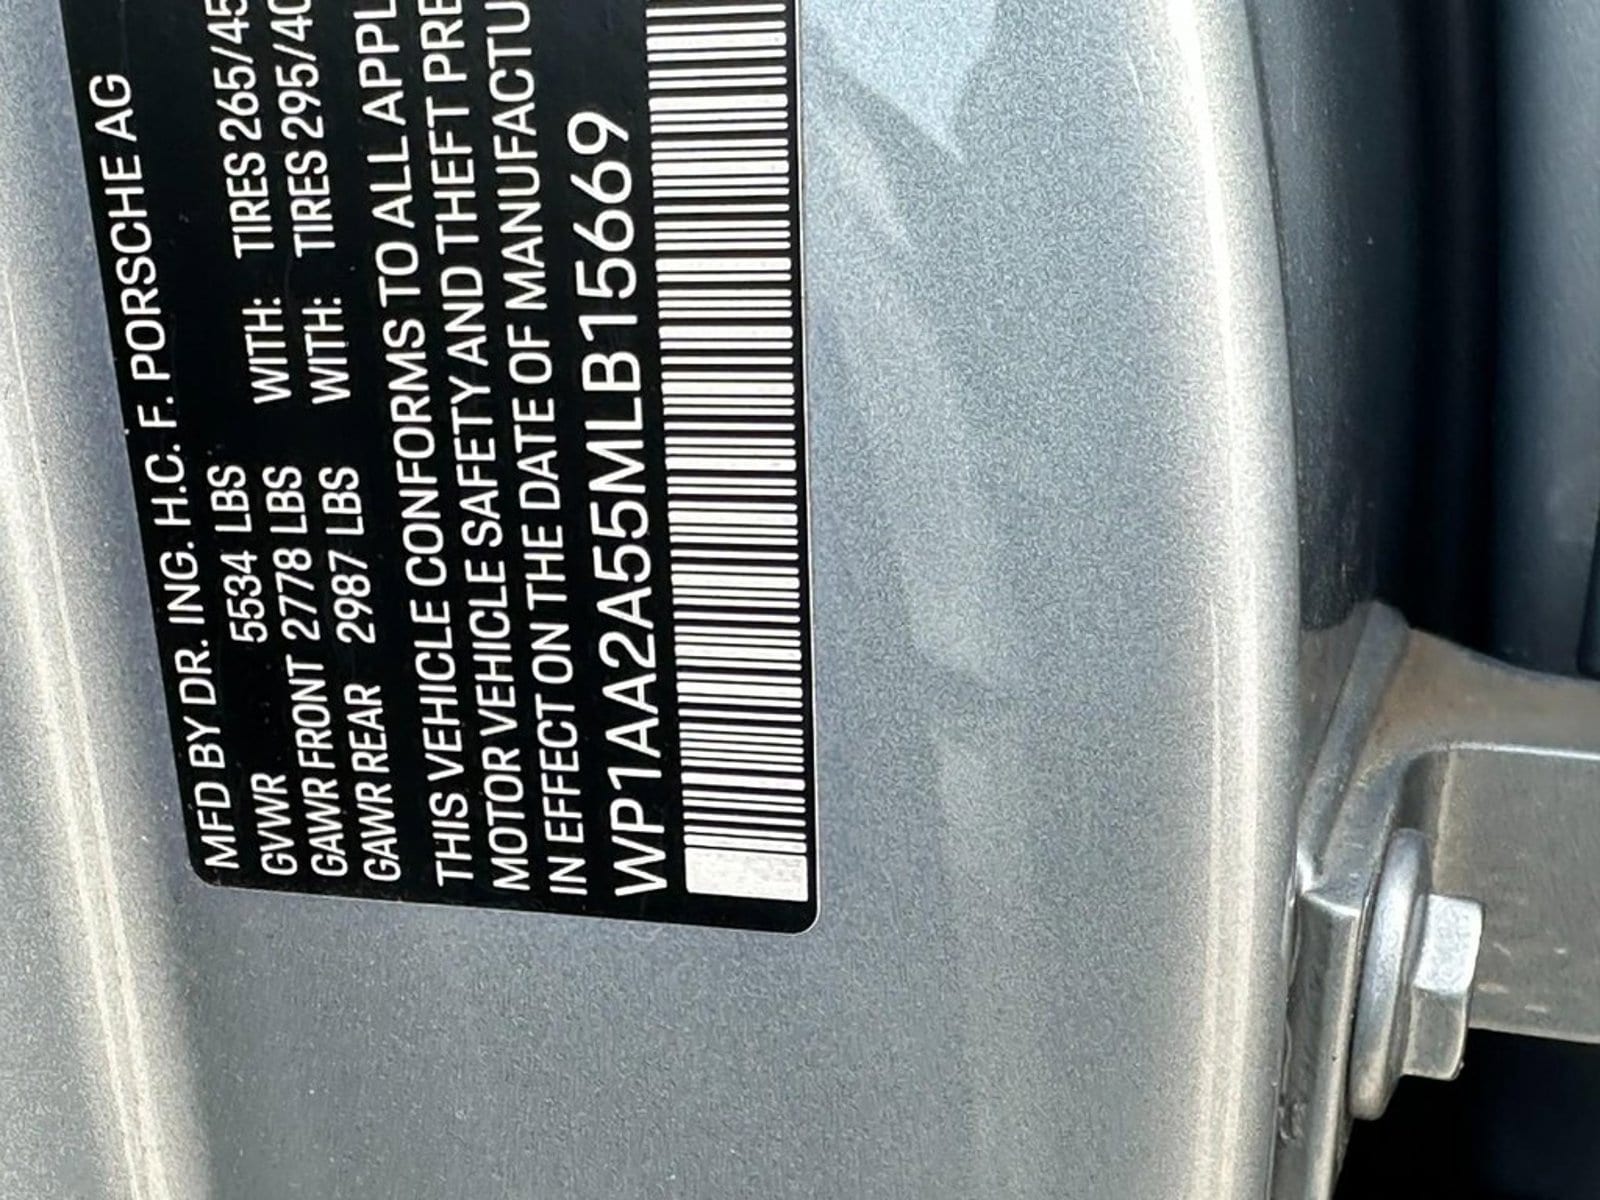 MFD BY DR. ING. H.C. F. PORSCHE AG
GVWR 5534 LBS WITH: TIRES 265/45
GAWR FRONT 2778 LBS WITH: TIRES 295/40
GAWR REAR 2987 LBS
THIS VEHICLE CONFORMS TO ALL APPL
MOTOR VEHICLE SAFETY AND THEFT PRE
IN EFFECT ON THE DATE OF MANUFACTU
WP1AA2A55MLB15669